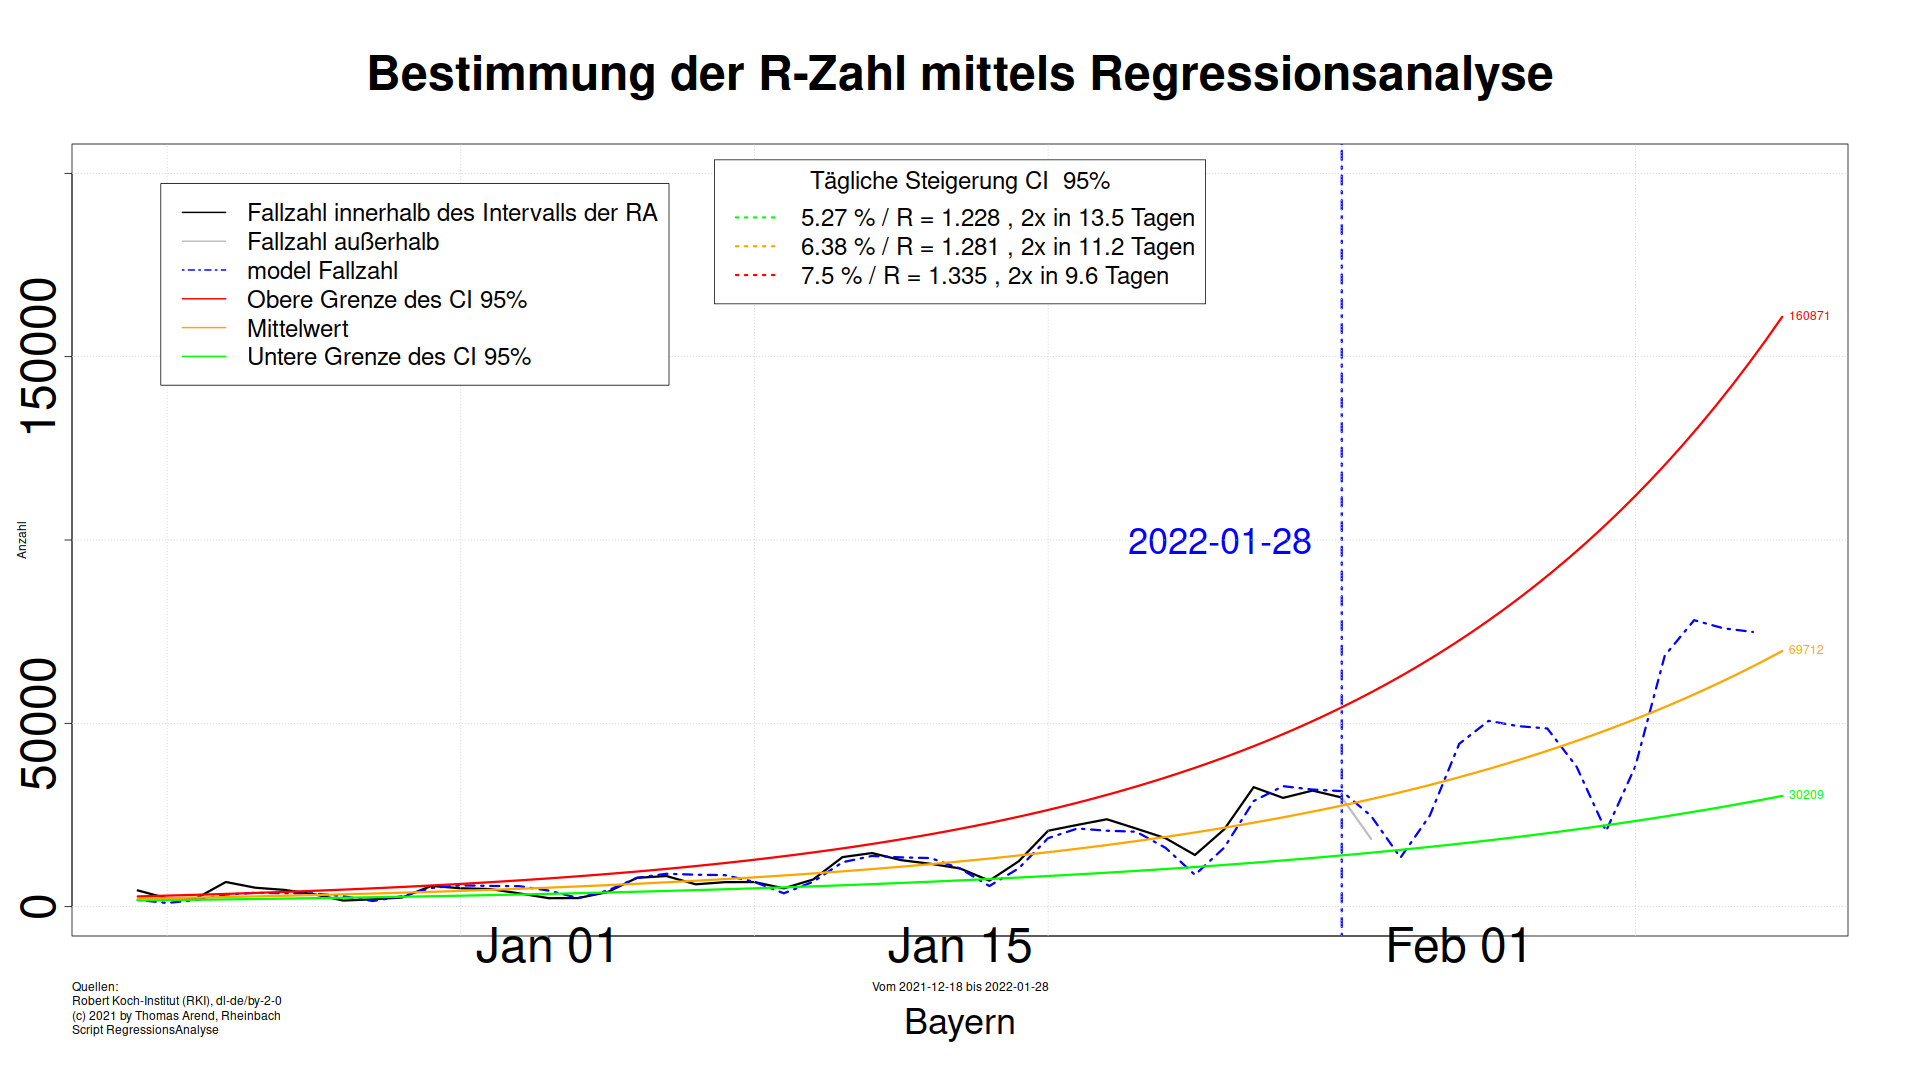 Bestimmung der R-Zahl mittels Regressionsanalyse
Fallzahl innerhalb des Intervalls der RA
Fallzahl außerhalb
model Fallzahl
Obere Grenze des CI 95%
Mittelwert
Untere Grenze des CI 95%
Tägliche Steigerung CI  95%
5.27 % / R = 1.228 , 2x in 13.5 Tagen
6.38 % / R = 1.281 , 2x in 11.2 Tagen
7.5 % / R = 1.335 , 2x in 9.6 Tagen
150000
50000
0
Anzahl
2022-01-28
160871
69712
30209
Jan 01
Jan 15
Feb 01
Quellen:
Robert Koch-Institut (RKI), dl-de/by-2-0
(c) 2021 by Thomas Arend, Rheinbach
Script RegressionsAnalyse
Vom 2021-12-18 bis 2022-01-28
Bayern